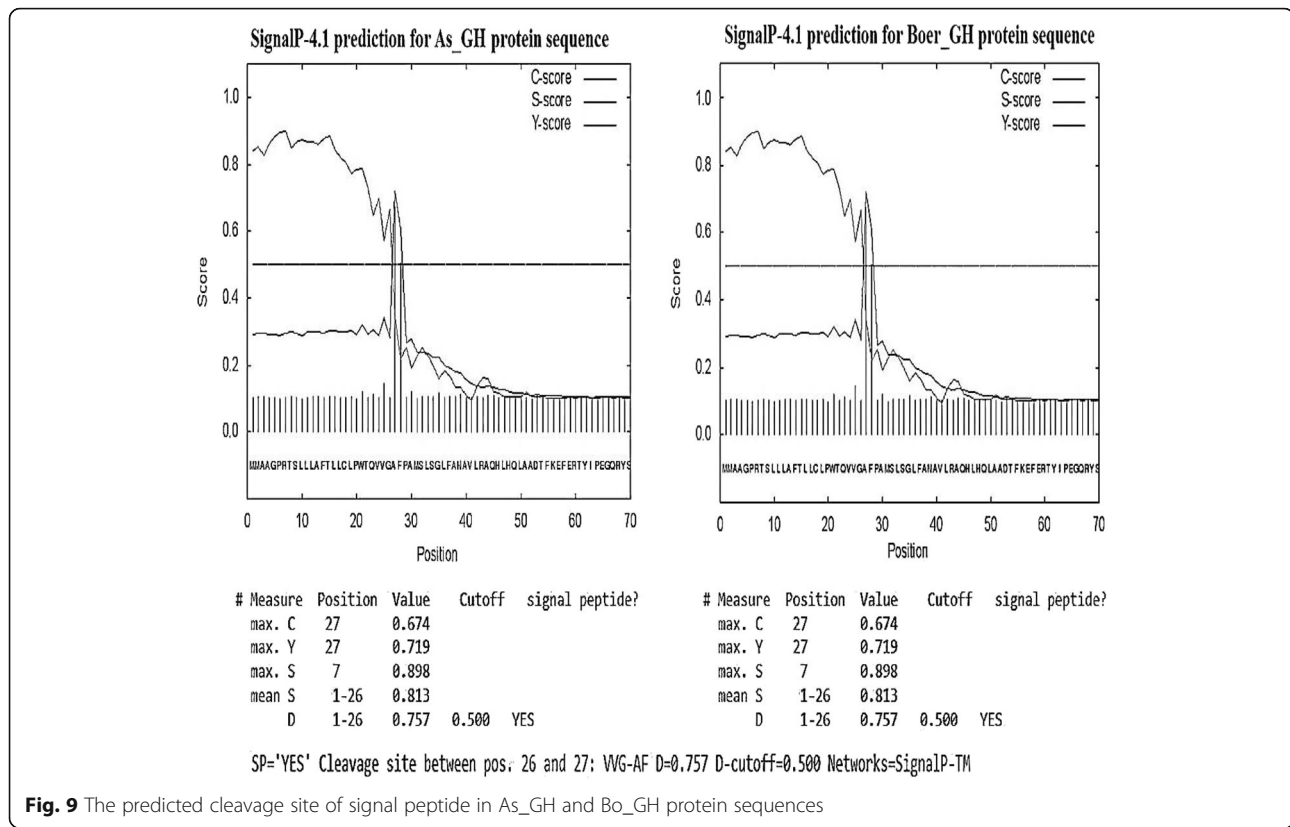 SignalP-4.1 prediction for As_GH protein sequence
C-score
S-score
Y-score
1.0
0.8
0.6
0.4
0.2
0.0
Score
MMAAGPRTSLLLAFTLLCLPWTQVVGAFPAMSLSGLFANAVLRAQHLHQLAADTFKEFERTYIPEGQRYS
0 10 20 30 40 50 60 70
Position
# Measure Position Value Cutoff signal peptide?
max. C 27 0.674
max. Y 27 0.719
max. S 7 0.898
mean S 1-26 0.813
D 1-26 0.757 0.500 YES
SignalP-4.1 prediction for Boer_GH protein sequence
C-score
S-score
Y-score
1.0
0.8
0.6
0.4
0.2
0.0
Score
MMAAGPRTSLLLAFTLLCLPWTQVVGAFPAMSLSGLFANAVLRAQHLHQLAADTFKEFERTYIPEGQRYS
0 10 20 30 40 50 60 70
Position
# Measure Position Value Cutoff signal peptide?
max. C 27 0.674
max. Y 27 0.719
max. S 7 0.898
mean S 1-26 0.813
D 1-26 0.757 0.500 YES
SP='YES' Cleavage site between pos. 26 and 27: VVG-AF D=0.757 D-cutoff=0.500 Networks=SignalP-TM
Fig. 9 The predicted cleavage site of signal peptide in As_GH and Bo_GH protein sequences